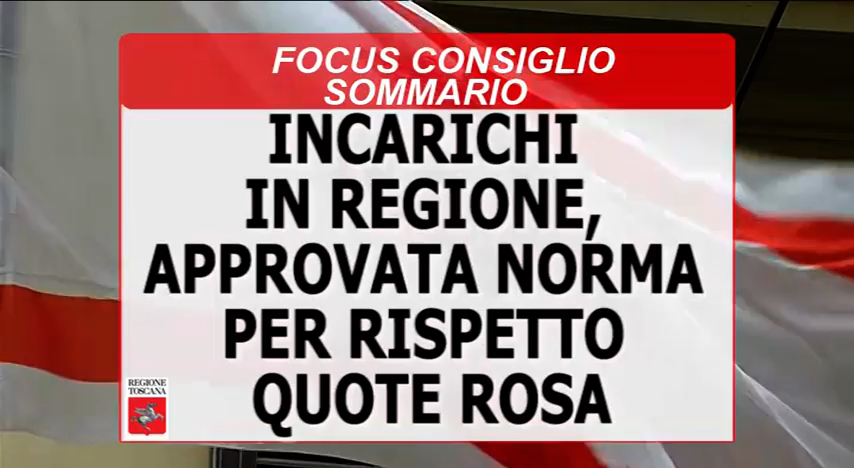 FOCUS CONSIGLIO
SOMMARIO
INCARICHI
IN REGIONE,
APPROVATA NORMA
PER RISPETTO
QUOTE ROSA
REGIONE
TOSCANA